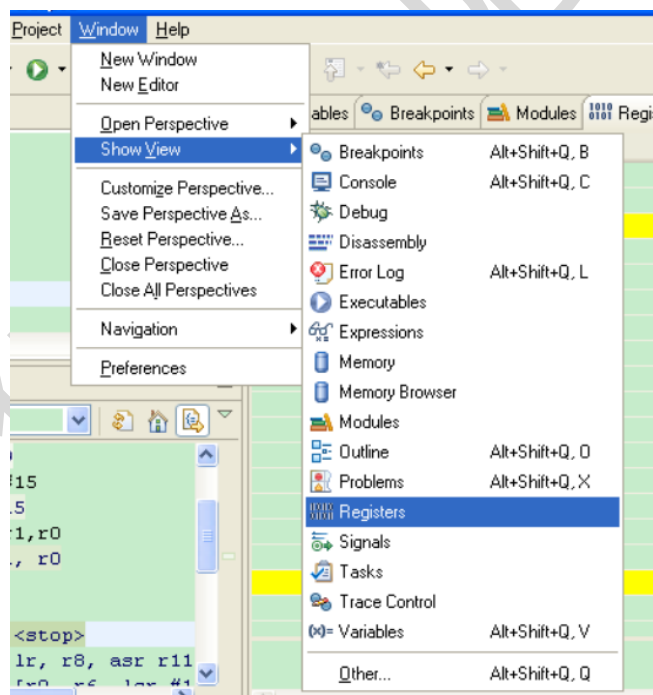 Project Window Help
New Window
New Editor
Open Perspective
Show View
Customize Perspective...
Save Perspective As...
Reset Perspective...
Close Perspective
Close All Perspectives
Navigation
Preferences
ables Breakpoints Modules Regi
Breakpoints Alt+Shift+Q, B
Console Alt+Shift+Q, C
Debug
Disassembly
Error Log Alt+Shift+Q, L
Executables
Expressions
Memory
Memory Browser
Modules
Outline Alt+Shift+Q, O
Problems Alt+Shift+Q, X
Registers
Signals
Tasks
Trace Control
Variables Alt+Shift+Q, V
Other... Alt+Shift+Q, Q
15
.5
1,r0
, r0
<stop>
lr, r8, asr r11